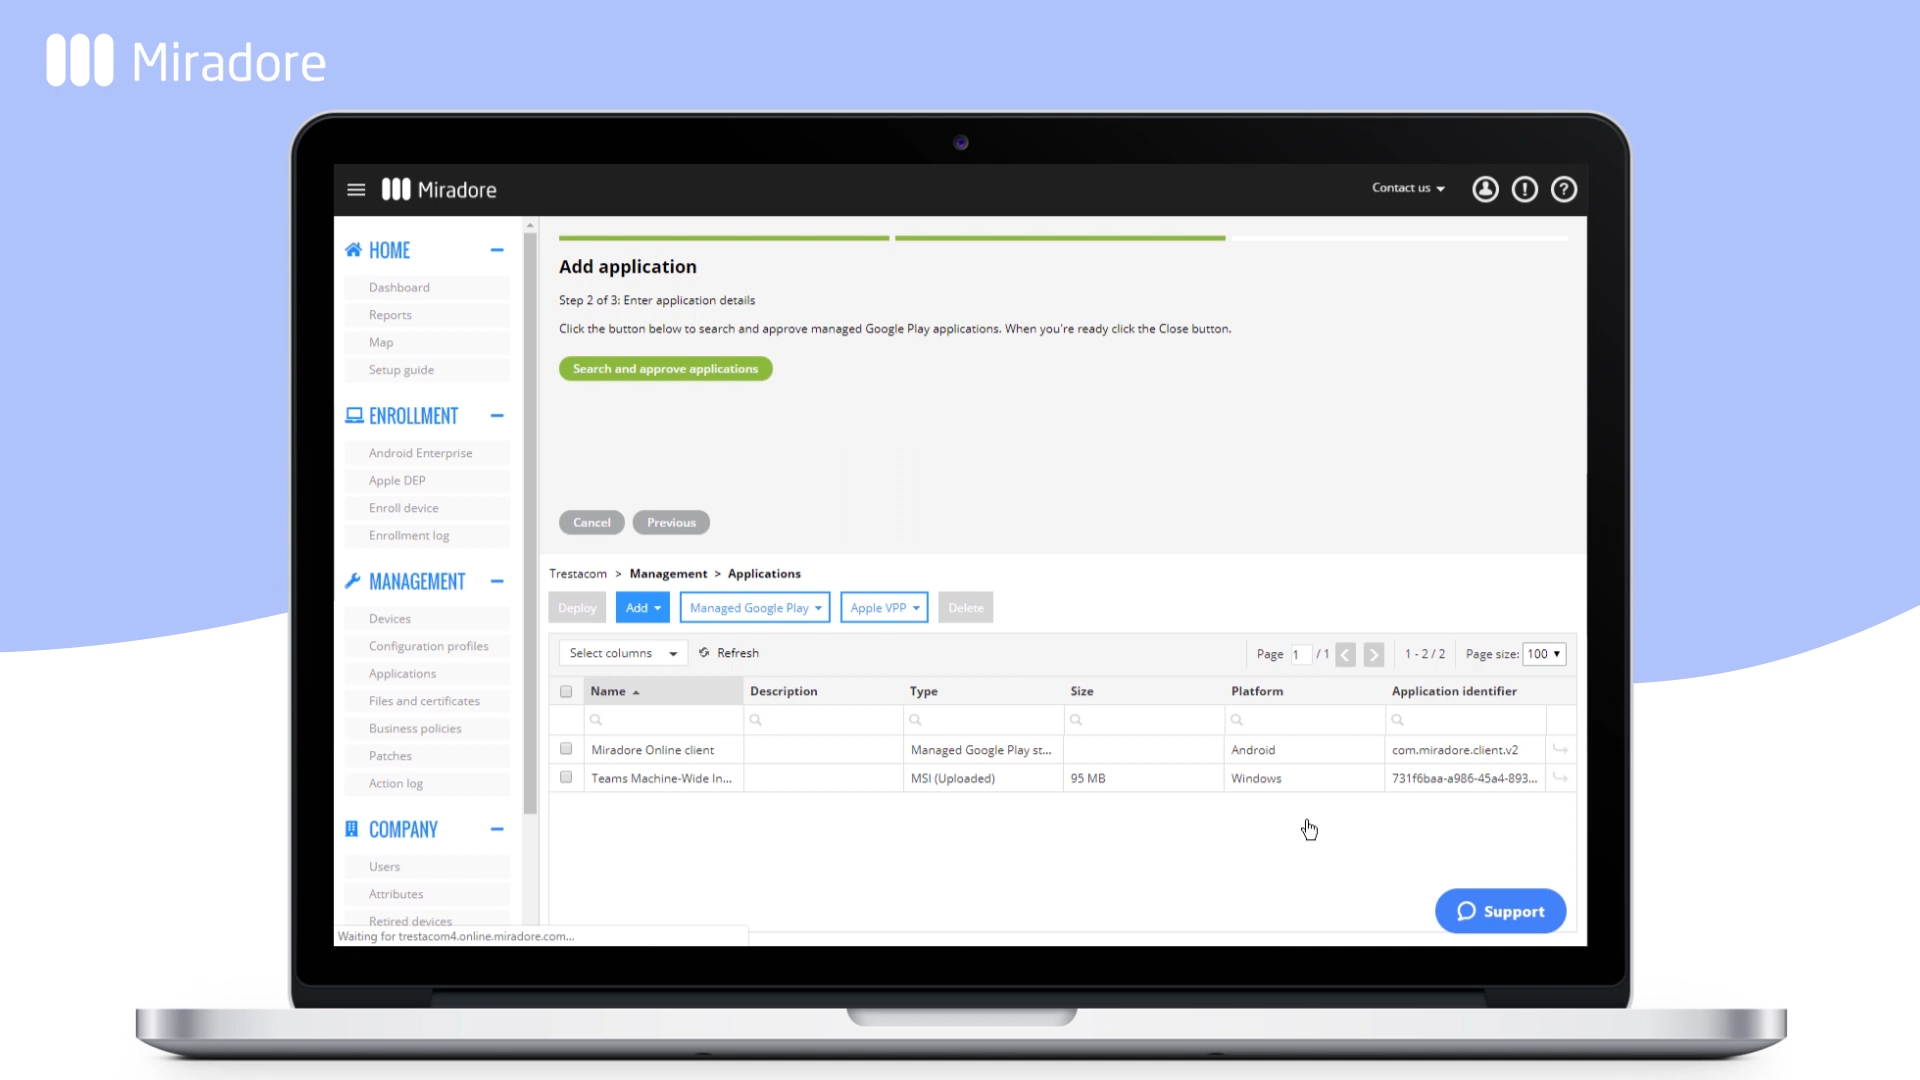 Miradore
Miradore
Contact us
HOME
Dashboard
Reports
Map
Setup guide
ENROLLMENT
Android Enterprise
Apple DEP
Enroll device
Enrollment log
MANAGEMENT
Devices
Configuration profiles
Applications
Files and certificates
Business policies
Patches
Action log
COMPANY
Users
Attributes
Retired devices
Waiting for trestacom4.online.miradore.com...
Add application
Step 2 of 3: Enter application details
Click the button below to search and approve managed Google Play applications. When you're ready click the Close button.
Search and approve applications
Cancel Previous
Trestacom > Management > Applications
Deploy Add Managed Google Play Apple VPP Delete
Select columns Refresh Page 1 / 1 1 - 2 / 2 Page size: 100
Name Description Type Size Platform Application identifier
Miradore Online client Managed Google Play st... Android com.miradore.client.v2
Teams Machine-Wide In... MSI (Uploaded) 95 MB Windows 731f6baa-a986-45a4-893...
Support